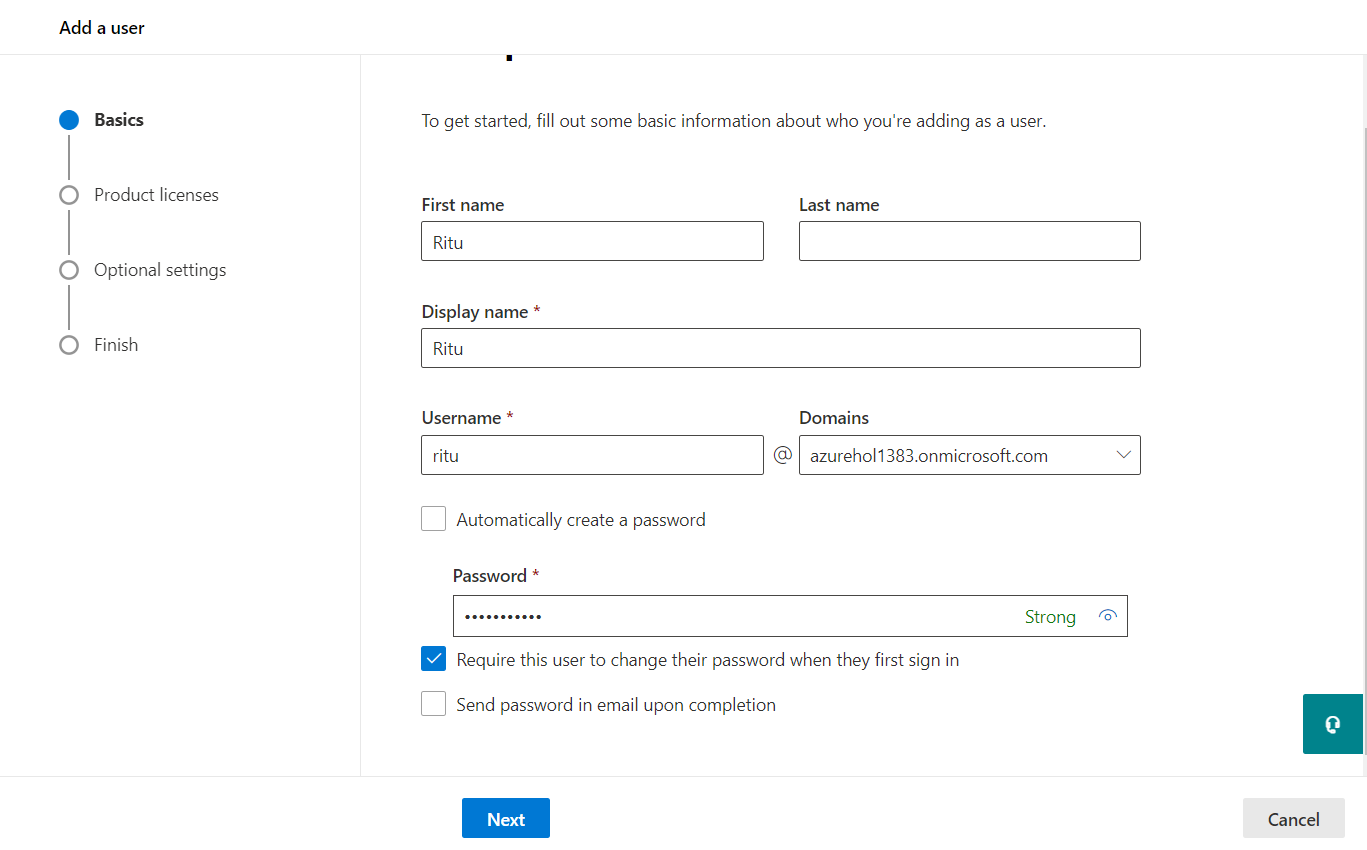 Add a user
Basics
Product licenses
Optional settings
Finish
To get started, fill out some basic information about who you're adding as a user.
First name
Last name
Ritu
Display name *
Ritu
Username *
Domains
ritu
@
azurehol1383.onmicrosoft.com
Automatically create a password
Password *
•••••••••••
Strong
Require this user to change their password when they first sign in
Send password in email upon completion
Next
Cancel